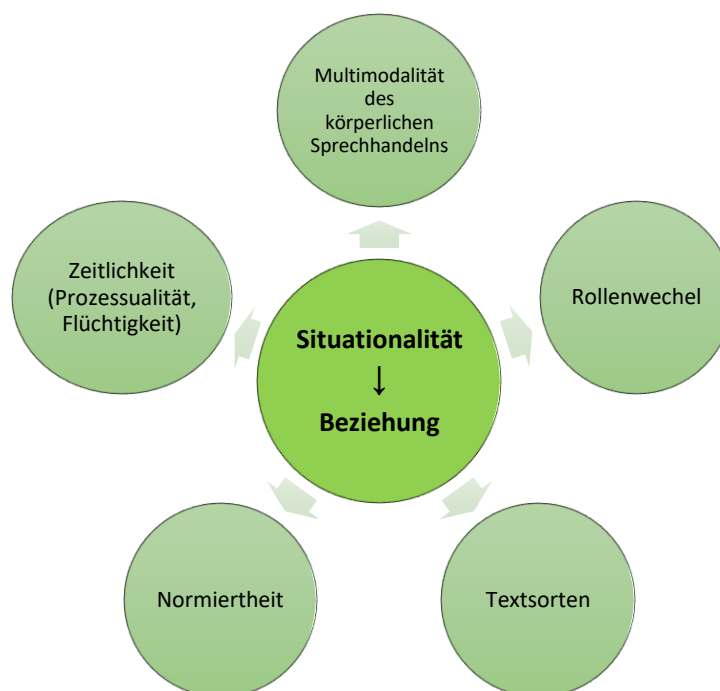 Multimodalität
des
körperlichen
Sprechhandelns
Zeitlichkeit
(Prozessualität,
Flüchtigkeit)
Rollenwechel
Situationalität
↓
Beziehung
Normiertheit
Textsorten